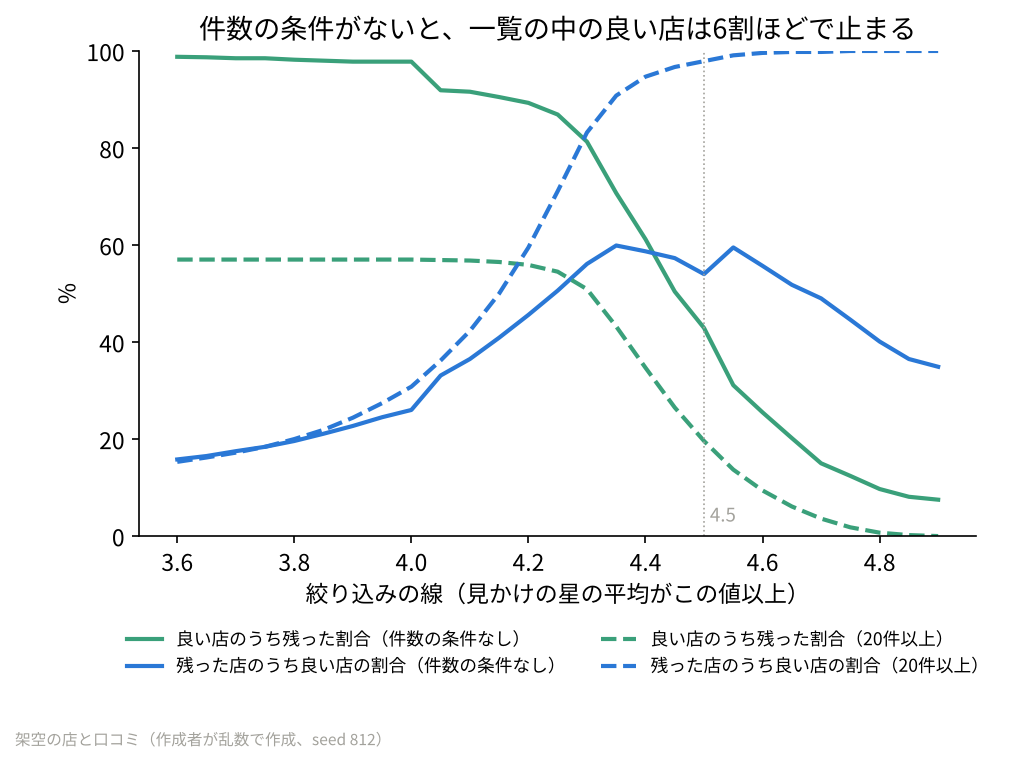 件数の条件がないと、一覧の中の良い店は6割ほどで止まる
100
80
60
40
20
0
%
4.5
3.6 3.8 4.0 4.2 4.4 4.6 4.8
絞り込みの線（見かけの星の平均がこの値以上）
良い店のうち残った割合（件数の条件なし）
残った店のうち良い店の割合（件数の条件なし）
良い店のうち残った割合（20件以上）
残った店のうち良い店の割合（20件以上）
架空の店と口コミ（作成者が乱数で作成、seed 812）